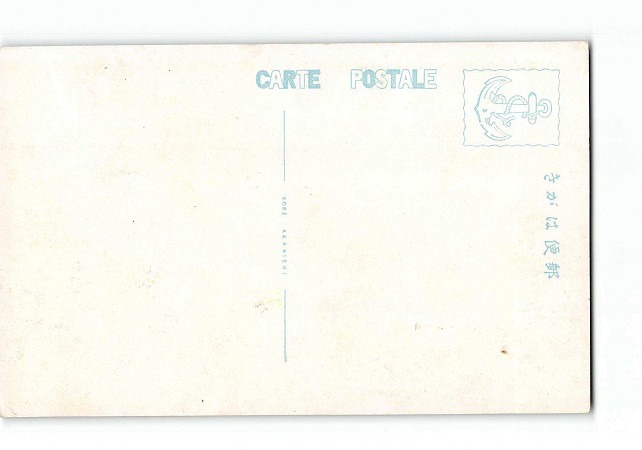 CARTE POSTALE
KOBE AKANISHI
きがは便郵